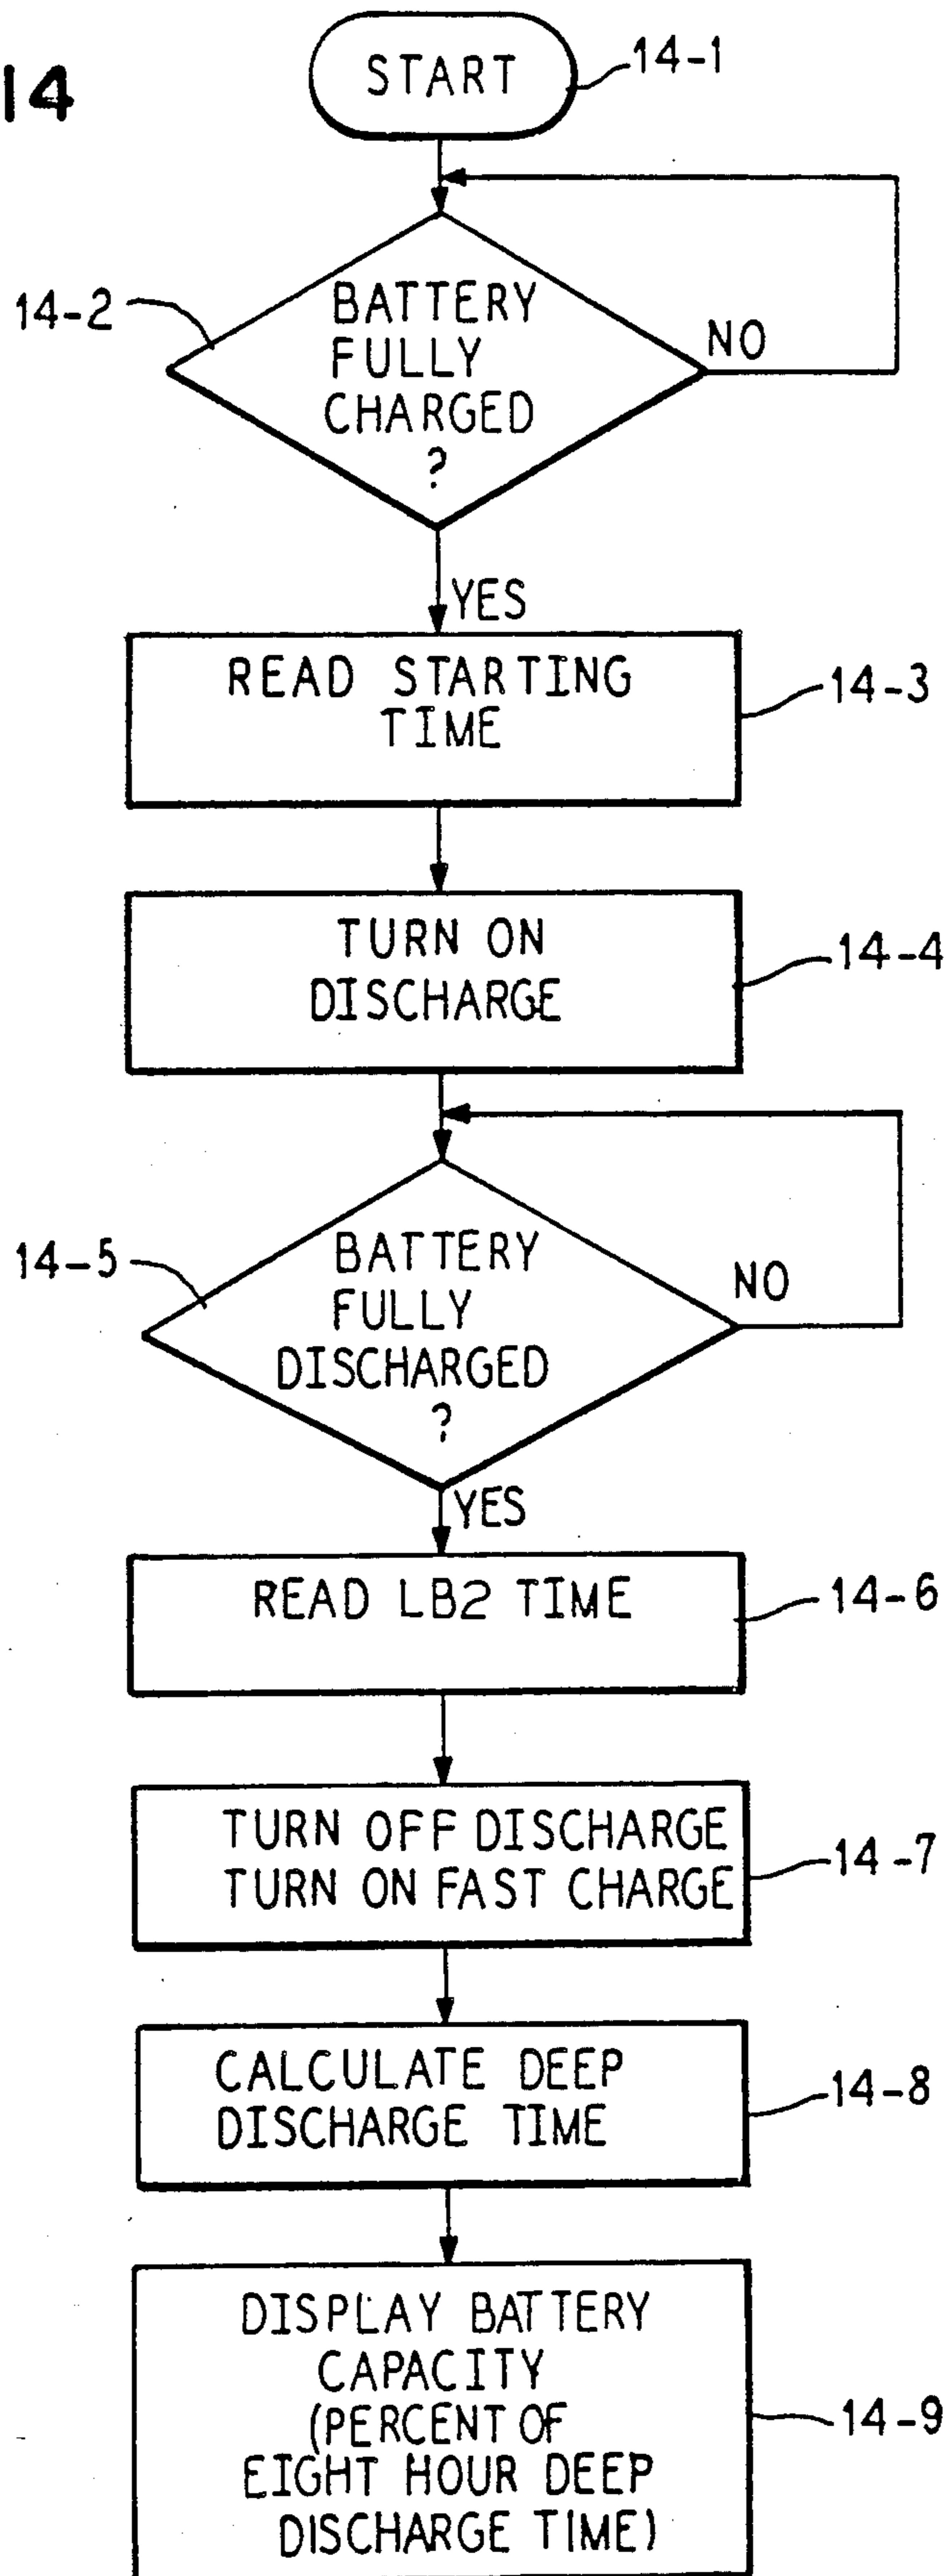 14
START
14-1
14-2
BATTERY
FULLY
CHARGED
?
NO
YES
READ STARTING
TIME
14-3
TURN ON
DISCHARGE
14-4
14-5
BATTERY
FULLY
DISCHARGED
?
NO
YES
READ LB2 TIME
14-6
TURN OFF DISCHARGE
TURN ON FAST CHARGE
14-7
CALCULATE DEEP
DISCHARGE TIME
14-8
DISPLAY BATTERY
CAPACITY
(PERCENT OF
EIGHT HOUR DEEP
DISCHARGE TIME)
14-9